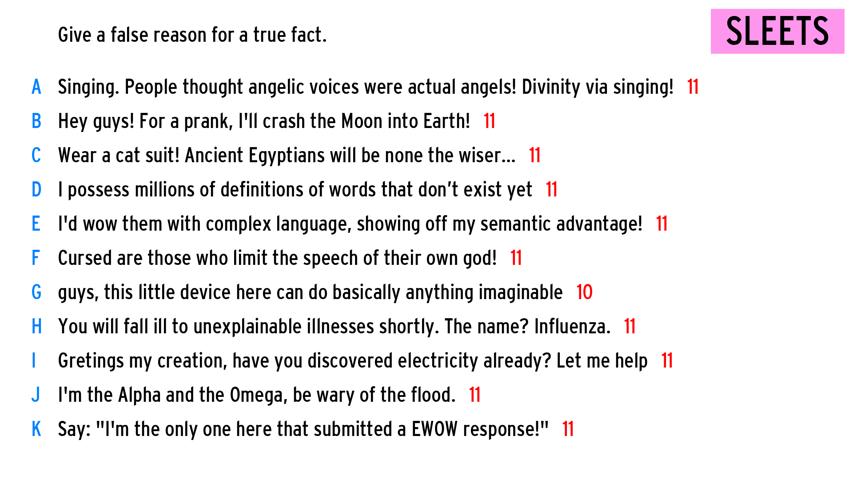 Give a false reason for a true fact.
SLEETS
A Singing. People thought angelic voices were actual angels! Divinity via singing! 11
B Hey guys! For a prank, I'll crash the Moon into Earth! 11
C Wear a cat suit! Ancient Egyptians will be none the wiser... 11
D I possess millions of definitions of words that don't exist yet 11
E I'd wow them with complex language, showing off my semantic advantage! 11
F Cursed are those who limit the speech of their own god! 11
G guys, this little device here can do basically anything imaginable 10
H You will fall ill to unexplainable illnesses shortly. The name? Influenza. 11
I Gretings my creation, have you discovered electricity already? Let me help 11
J I'm the Alpha and the Omega, be wary of the flood. 11
K Say: "I'm the only one here that submitted a EWOW response!" 11